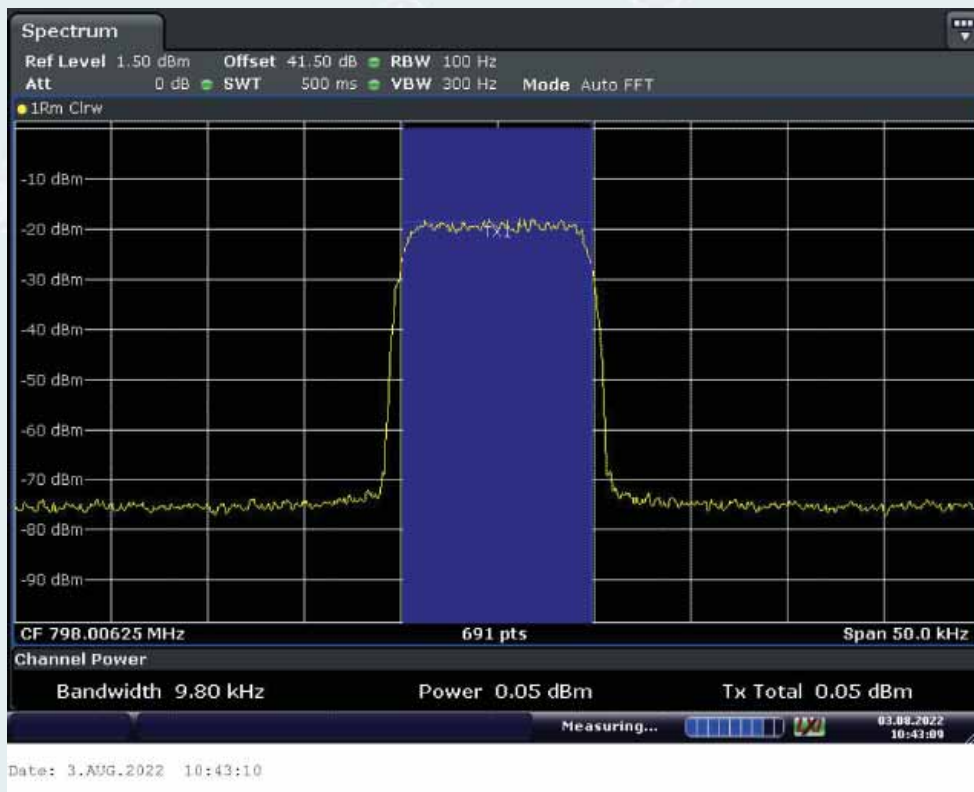 Spectrum
Ref Level 1.50 dBm Offset 41.50 dB RBW 100 Hz
Att 0 dB SWT 500 ms VBW 300 Hz Mode Auto FFT
1Rm Clrw
-10 dBm
-20 dBm
Tx1
-30 dBm
-40 dBm
-50 dBm
-60 dBm
-70 dBm
-80 dBm
-90 dBm
CF 798.00625 MHz 691 pts Span 50.0 kHz
Channel Power
Bandwidth 9.80 kHz Power 0.05 dBm Tx Total 0.05 dBm
Measuring... 03.08.2022
10:43:09
Date: 3.AUG.2022 10:43:10